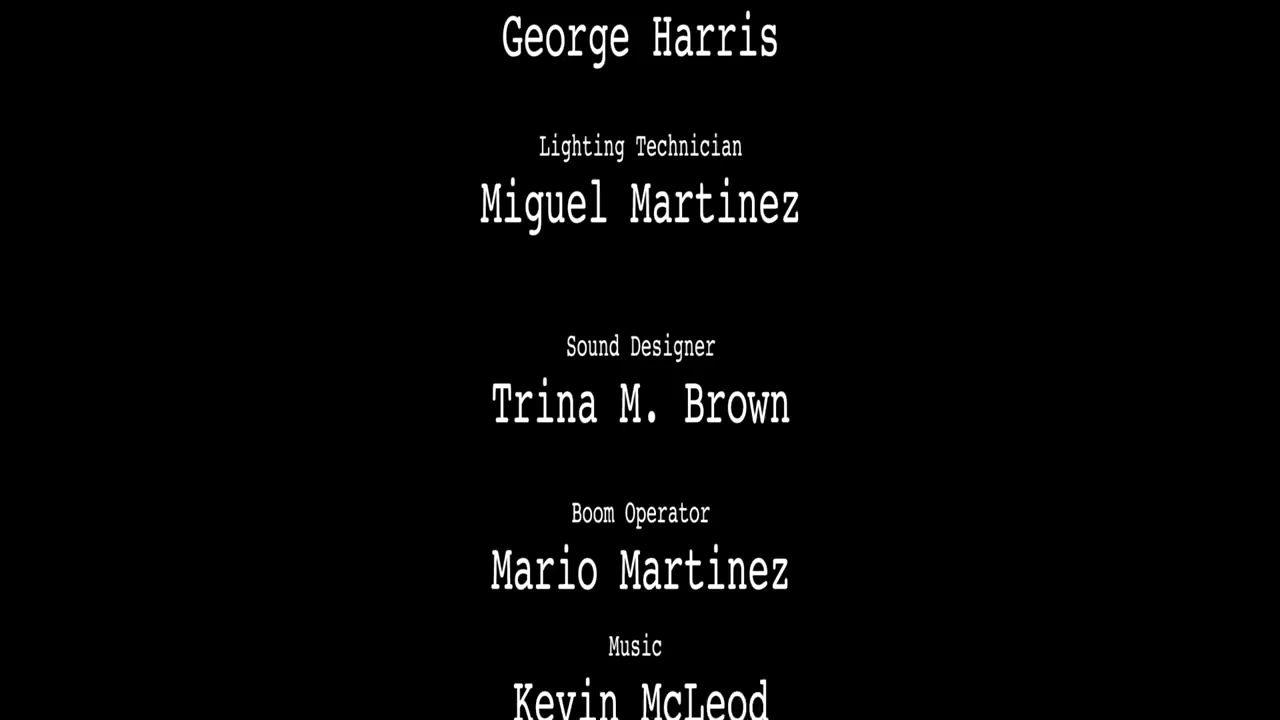 George Harris
Lighting Technician
Miguel Martinez
Sound Designer
Trina M. Brown
Boom Operator
Mario Martinez
Music
Kevin McLeod